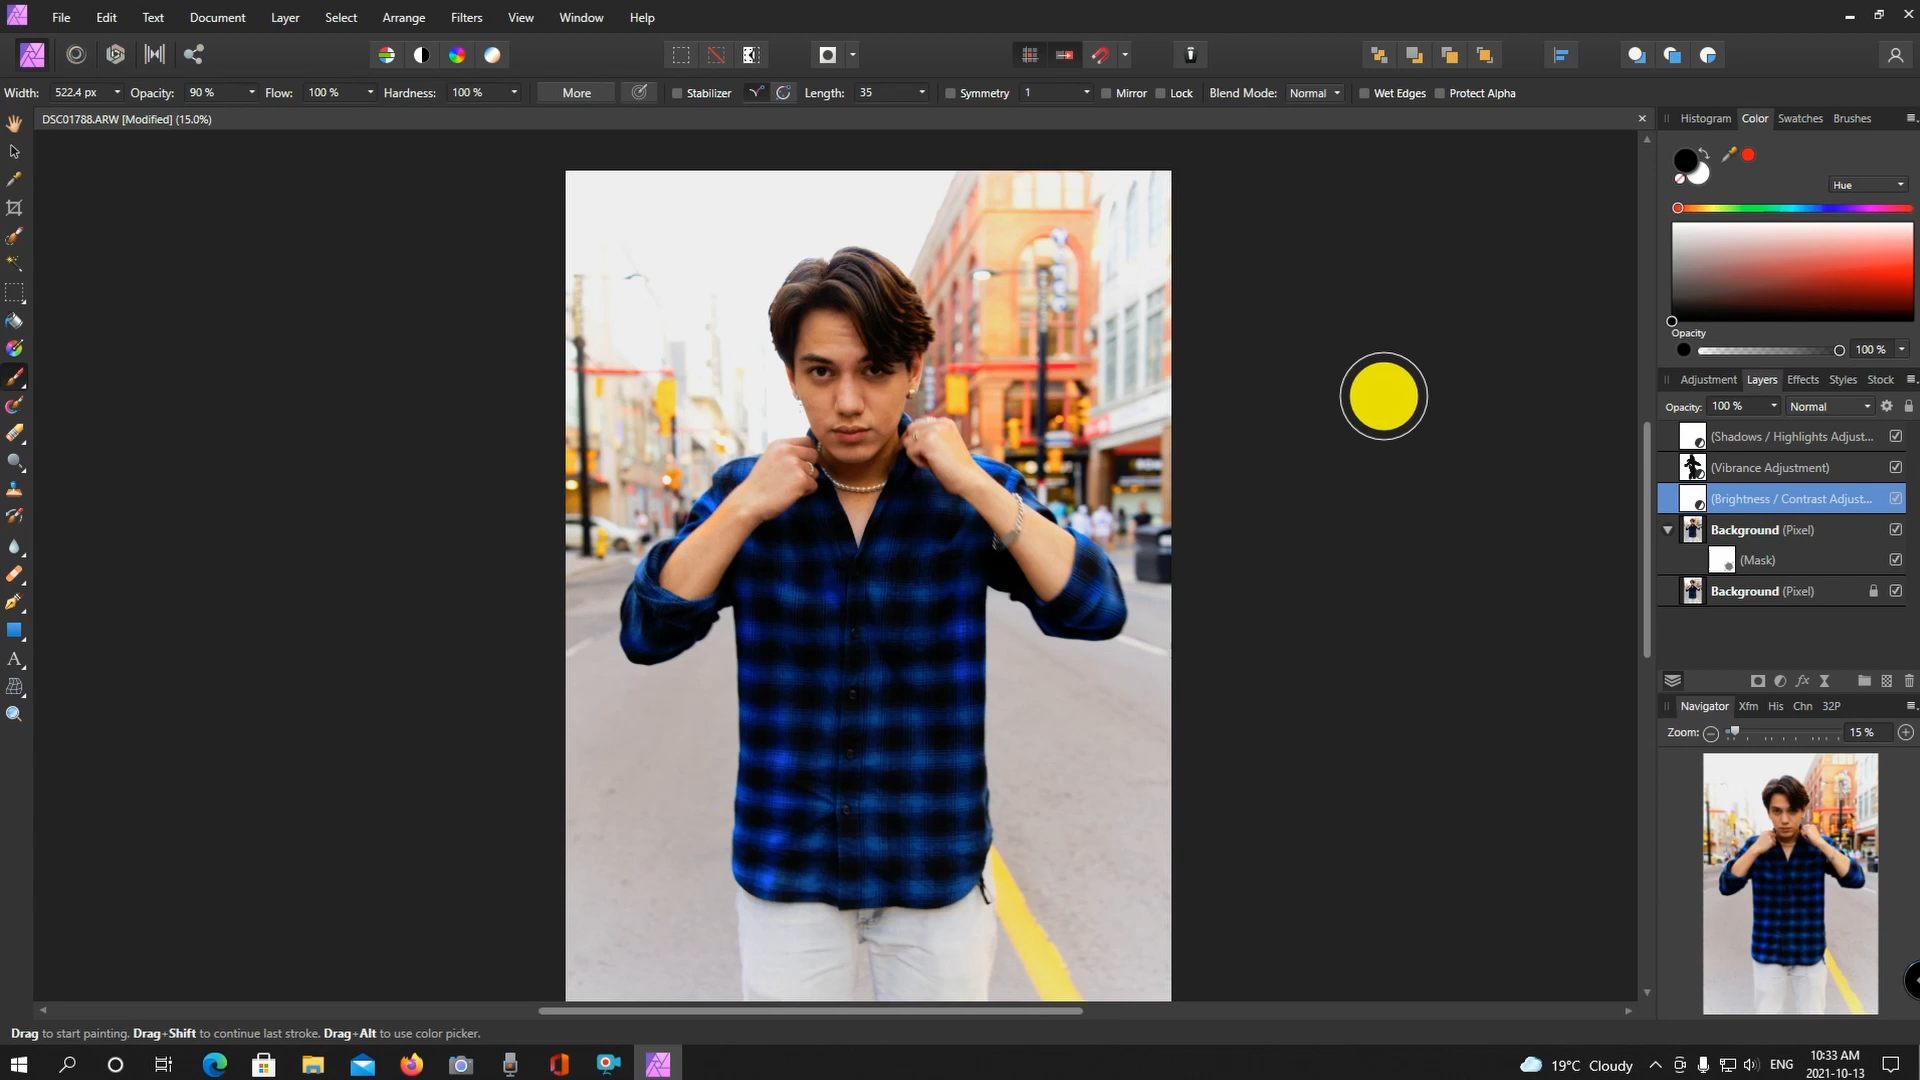 File Edit Text Document Layer Select Arrange Filters View Window Help
Width: 522.4 px Opacity: 90 % Flow: 100 % Hardness: 100 % More Stabilizer Length: 35 Symmetry 1 Mirror Lock Blend Mode: Normal Wet Edges Protect Alpha
DSC01788.ARW [Modified] (15.0%)
Histogram Color Swatches Brushes
Hue
Opacity
100 %
Adjustment Layers Effects Styles Stock
Opacity: 100 % Normal
(Shadows / Highlights Adjust...
(Vibrance Adjustment)
(Brightness / Contrast Adjust...
Background (Pixel)
(Mask)
Background (Pixel)
Navigator Xfm His Chn 32P
Zoom: 15 %
Drag to start painting. Drag+Shift to continue last stroke. Drag+Alt to use color picker.
19°C Cloudy ENG
10:33 AM
2021-10-13